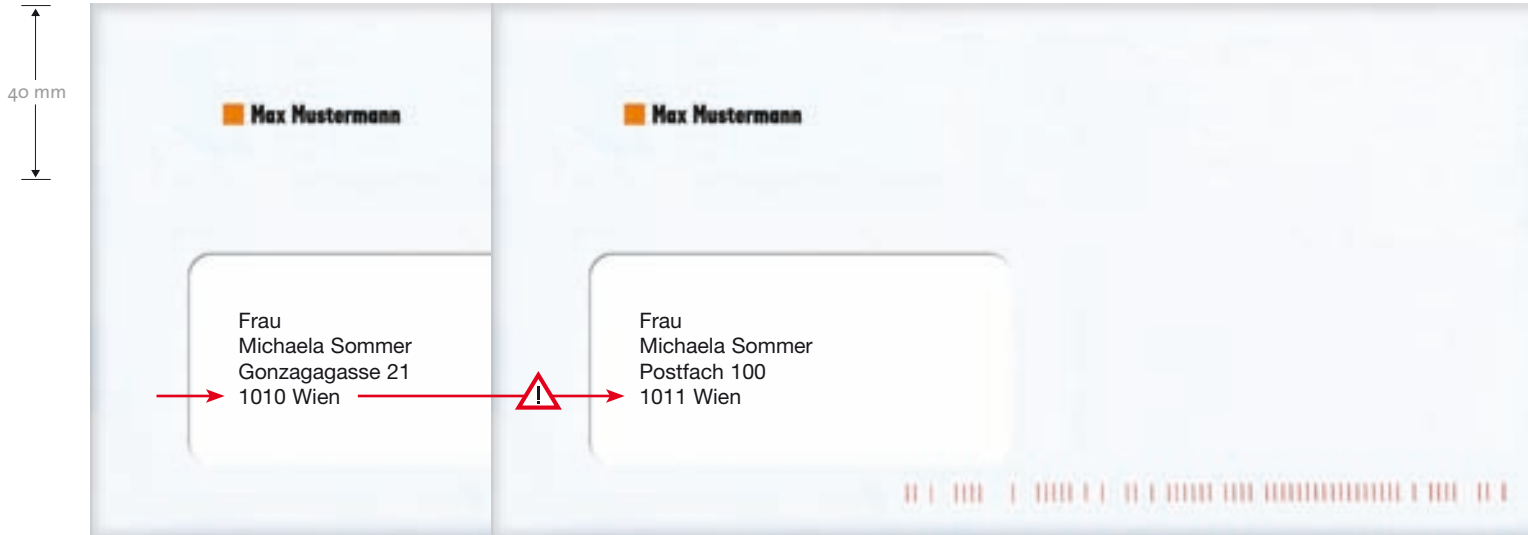 40 mm
Max Mustermann
Frau
Michaela Sommer
Gonzagagasse 21
1010 Wien
!
Max Mustermann
Frau
Michaela Sommer
Postfach 100
1011 Wien